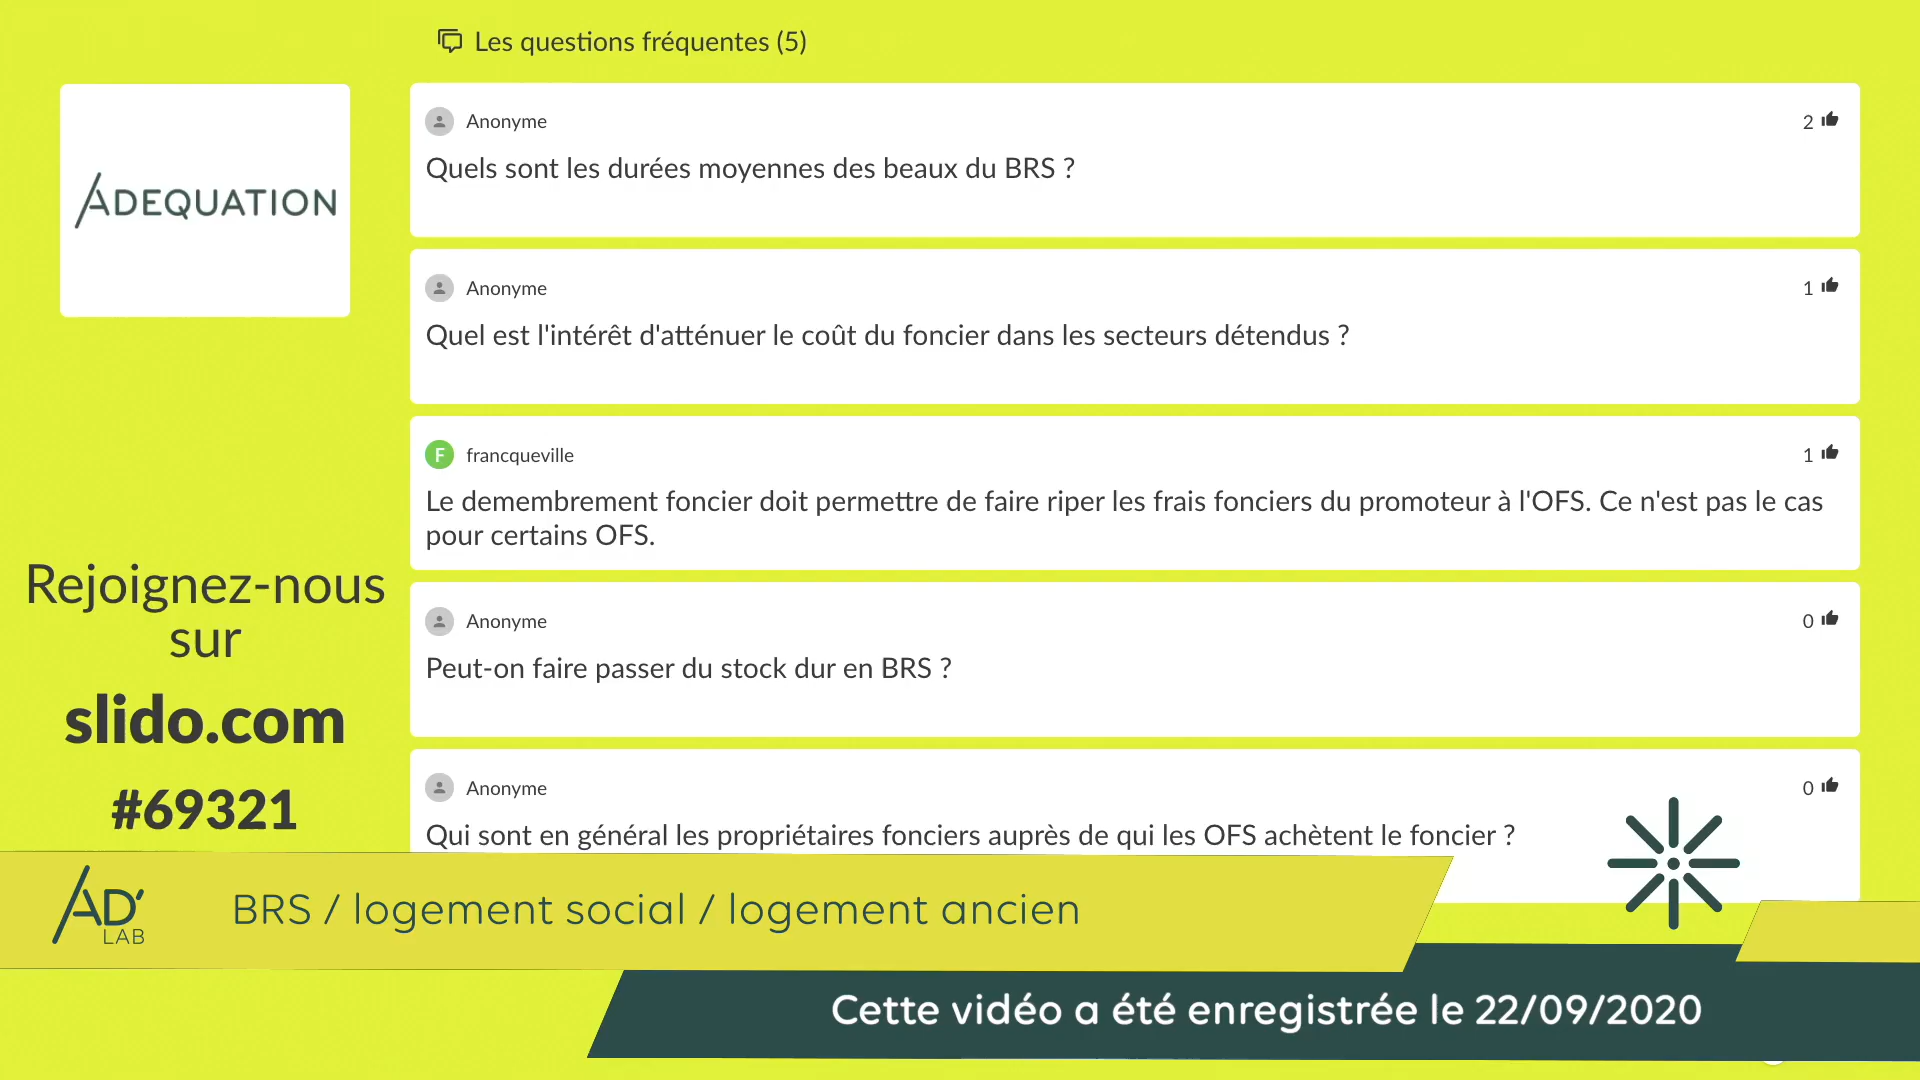 Les questions fréquentes (5)
ADEQUATION
Anonyme
2
Quels sont les durées moyennes des beaux du BRS ?
Anonyme
1
Quel est l'intérêt d'atténuer le coût du foncier dans les secteurs détendus ?
F francqueville
1
Le demembrement foncier doit permettre de faire riper les frais fonciers du promoteur à l'OFS. Ce n'est pas le cas
pour certains OFS.
Anonyme
0
Peut-on faire passer du stock dur en BRS ?
Anonyme
0
Qui sont en général les propriétaires fonciers auprès de qui les OFS achètent le foncier ?
Rejoignez-nous
sur
slido.com
#69321
AD'
LAB
BRS / logement social / logement ancien
Cette vidéo a été enregistrée le 22/09/2020